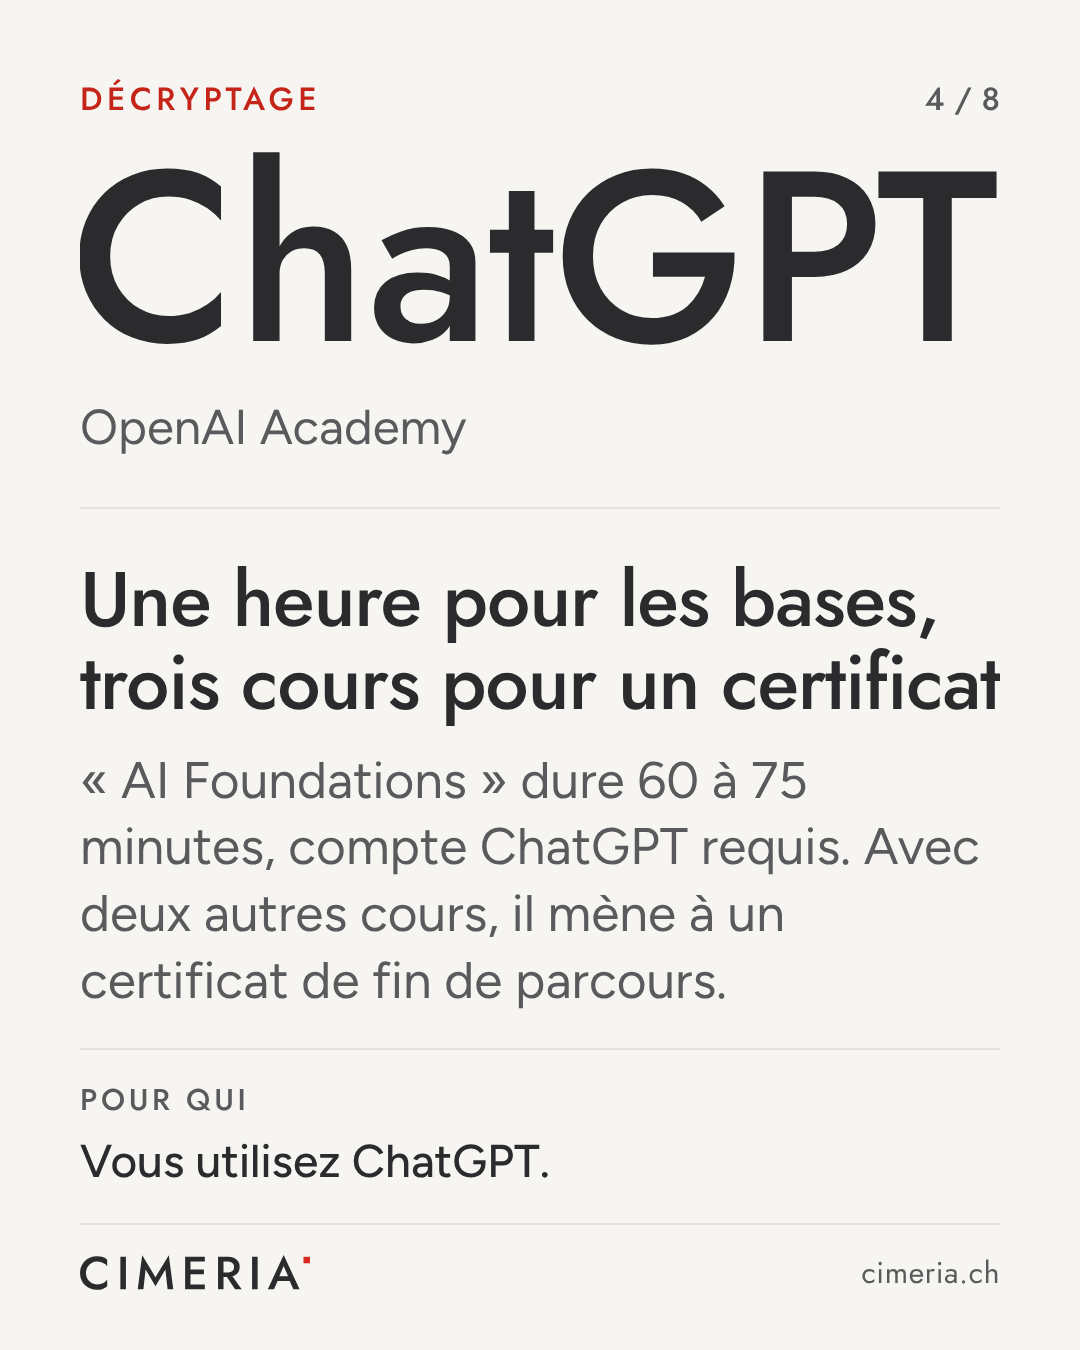 DÉCRYPTAGE
4 / 8
ChatGPT
OpenAI Academy
Une heure pour les bases,
trois cours pour un certificat
« AI Foundations » dure 60 à 75
minutes, compte ChatGPT requis. Avec
deux autres cours, il mène à un
certificat de fin de parcours.
POUR QUI
Vous utilisez ChatGPT.
CIMERIA
cimeria.ch